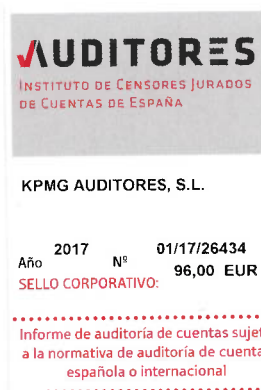 AUDITORES
INSTITUTO DE CENSORES JURADOS
DE CUENTAS DE ESPAÑA
KPMG AUDITORES, S.L.
Año 2017 Nº 01/17/26434
96,00 EUR
SELLO CORPORATIVO:
Informe de auditoría de cuentas sujet
a la normativa de auditoría de cuenta
española o internacional